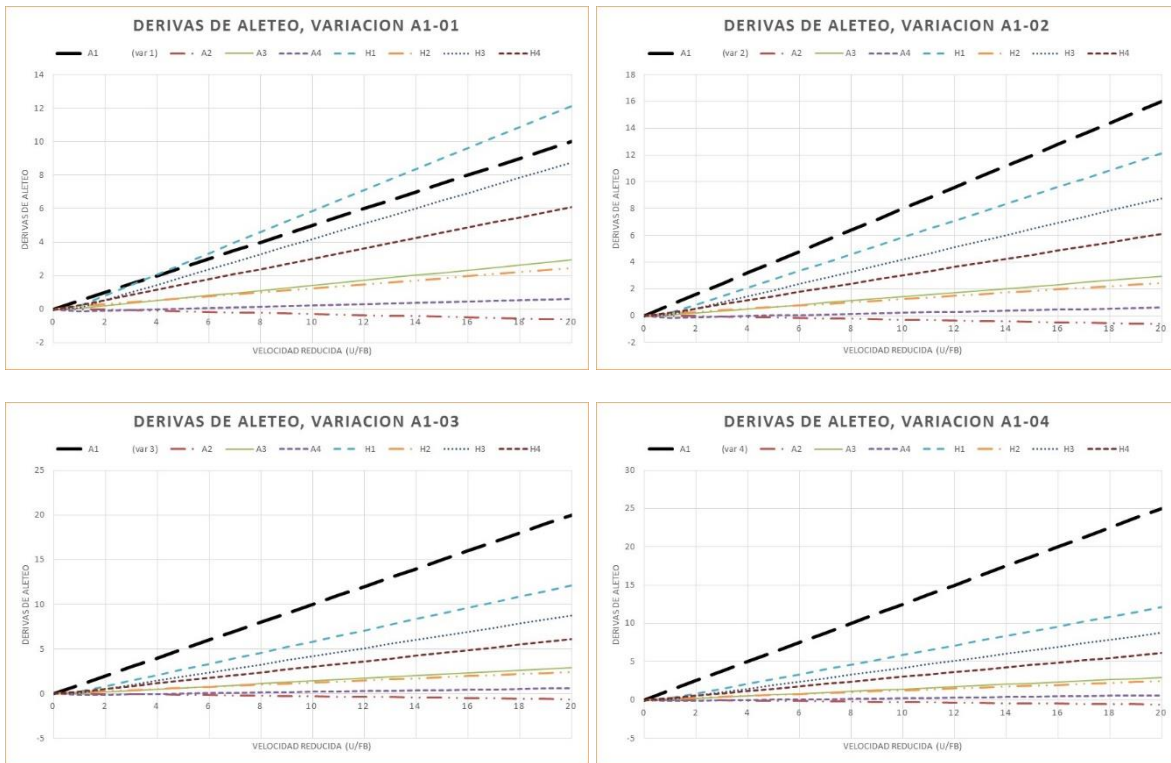 DERIVAS DE ALETEO, VARIACION A1-01
A1 (var 1) A2 A3 A4 H1 H2 H3 H4
14
12
10
8
6
4
2
0
-2
0 2 4 6 8 10 12 14 16 18 20
DERIVAS DE ALETEO
VELOCIDAD REDUCIDA (U/FB)
DERIVAS DE ALETEO, VARIACION A1-02
A1 (var 2) A2 A3 A4 H1 H2 H3 H4
18
16
14
12
10
8
6
4
2
0
-2
0 2 4 6 8 10 12 14 16 18 20
DERIVAS DE ALETEO
VELOCIDAD REDUCIDA (U/FB)
DERIVAS DE ALETEO, VARIACION A1-03
A1 (var 3) A2 A3 A4 H1 H2 H3 H4
25
20
15
10
5
0
-5
0 2 4 6 8 10 12 14 16 18 20
DERIVAS DE ALETEO
VELOCIDAD REDUCIDA (U/FB)
DERIVAS DE ALETEO, VARIACION A1-04
A1 (var 4) A2 A3 A4 H1 H2 H3 H4
30
25
20
15
10
5
0
-5
0 2 4 6 8 10 12 14 16 18 20
DERIVAS DE ALETEO
VELOCIDAD REDUCIDA (U/FB)